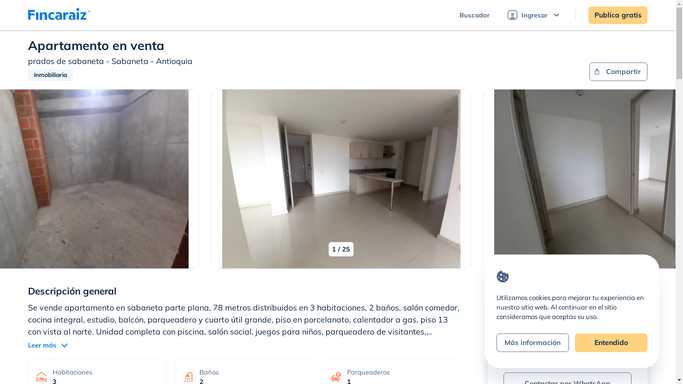 Fincaraiz
Buscador
Ingresar
Publica gratis
Apartamento en venta
prados de sabaneta - Sabaneta - Antioquia
Inmobiliaria
Compartir
1 / 25
Descripción general
Se vende apartamento en sabaneta parte plana, 78 metros distribuidos en 3 habitaciones, 2 baños, salón comedor,
cocina integral, estudio, balcón, parqueadero y cuarto útil grande, piso en porcelanato, calentador a gas, piso 13
con vista al norte. Unidad completa con piscina, salón social, juegos para niños, parqueadero de visitantes,...
Leer más
Habitaciones
3
Baños
2
Parqueaderos
1
Utilizamos cookies para mejorar tu experiencia en
nuestro sitio web. Al continuar en el sitio
consideramos que aceptas su uso.
Más información
Entendido
Contactar por WhatsApp